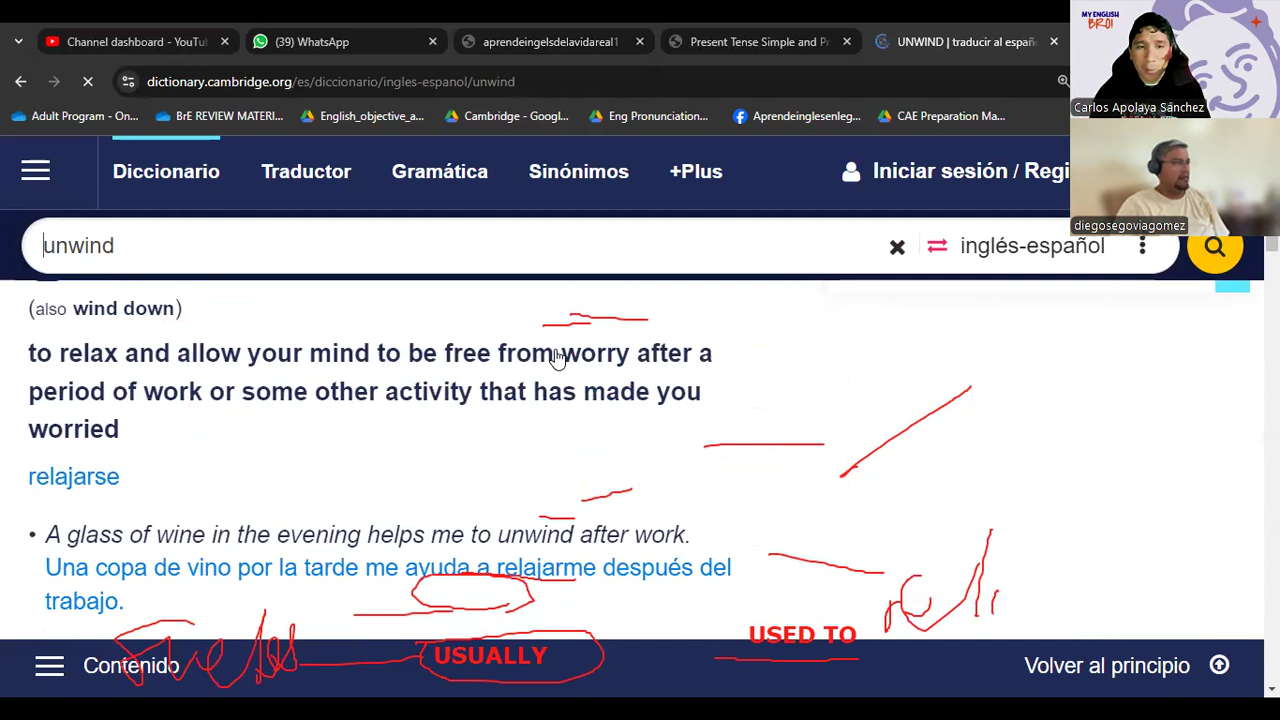 Channel dashboard - YouTu
(39) WhatsApp
aprendeingelsdelavidareal1
Present Tense Simple and Pr
UNWIND | traducir al españo
MY ENGLISH
BRO!
dictionary.cambridge.org/es/diccionario/ingles-espanol/unwind
Carlos Apolaya Sánchez
Adult Program - On...
BrE REVIEW MATERI...
English_objective_a...
Cambridge - Googl...
Eng Pronunciation...
Aprendeinglesenleg...
CAE Preparation Ma...
Diccionario
Traductor
Gramática
Sinónimos
+Plus
Iniciar sesión / Regi
diegosegoviagomez
unwind
inglés-español
(also wind down)
to relax and allow your mind to be free from worry after a
period of work or some other activity that has made you
worried
relajarse
• A glass of wine in the evening helps me to unwind after work.
Una copa de vino por la tarde me ayuda a relajarme después del
trabajo.
USED TO
USUALLY
Contenido
Volver al principio